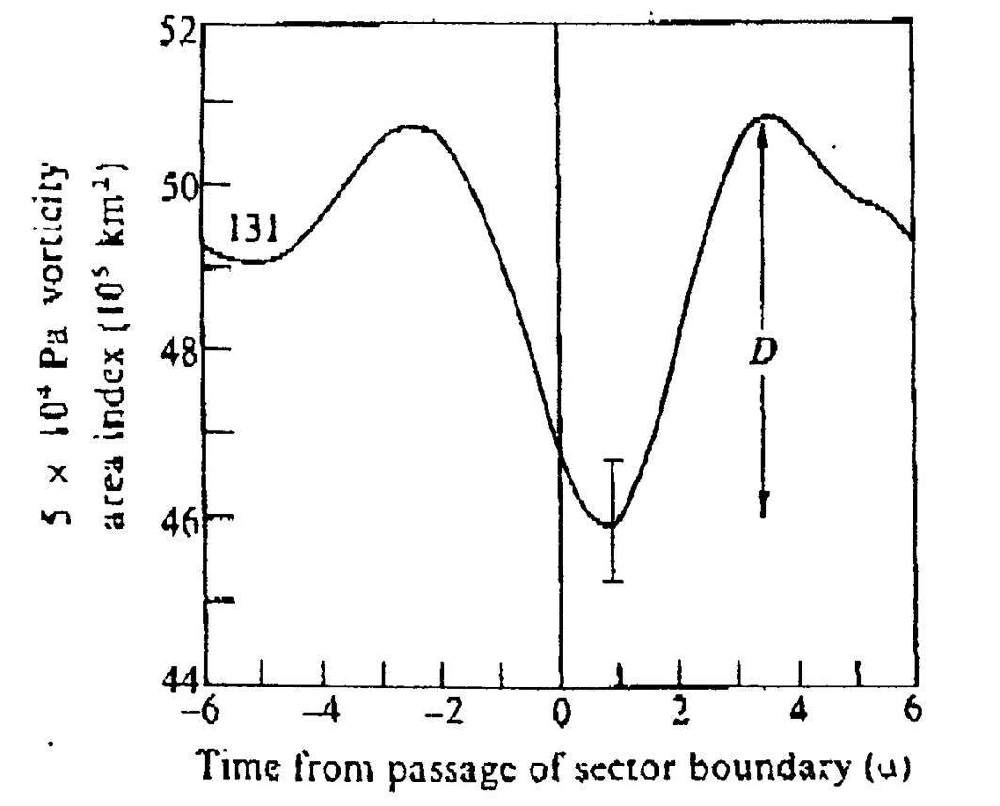 52
50
48
46
44
131
D
−6 −4 −2 0 2 4 6
5 × 10⁴ Pa vorticity
area index (10⁵ km²)
Time from passage of sector boundary (d)